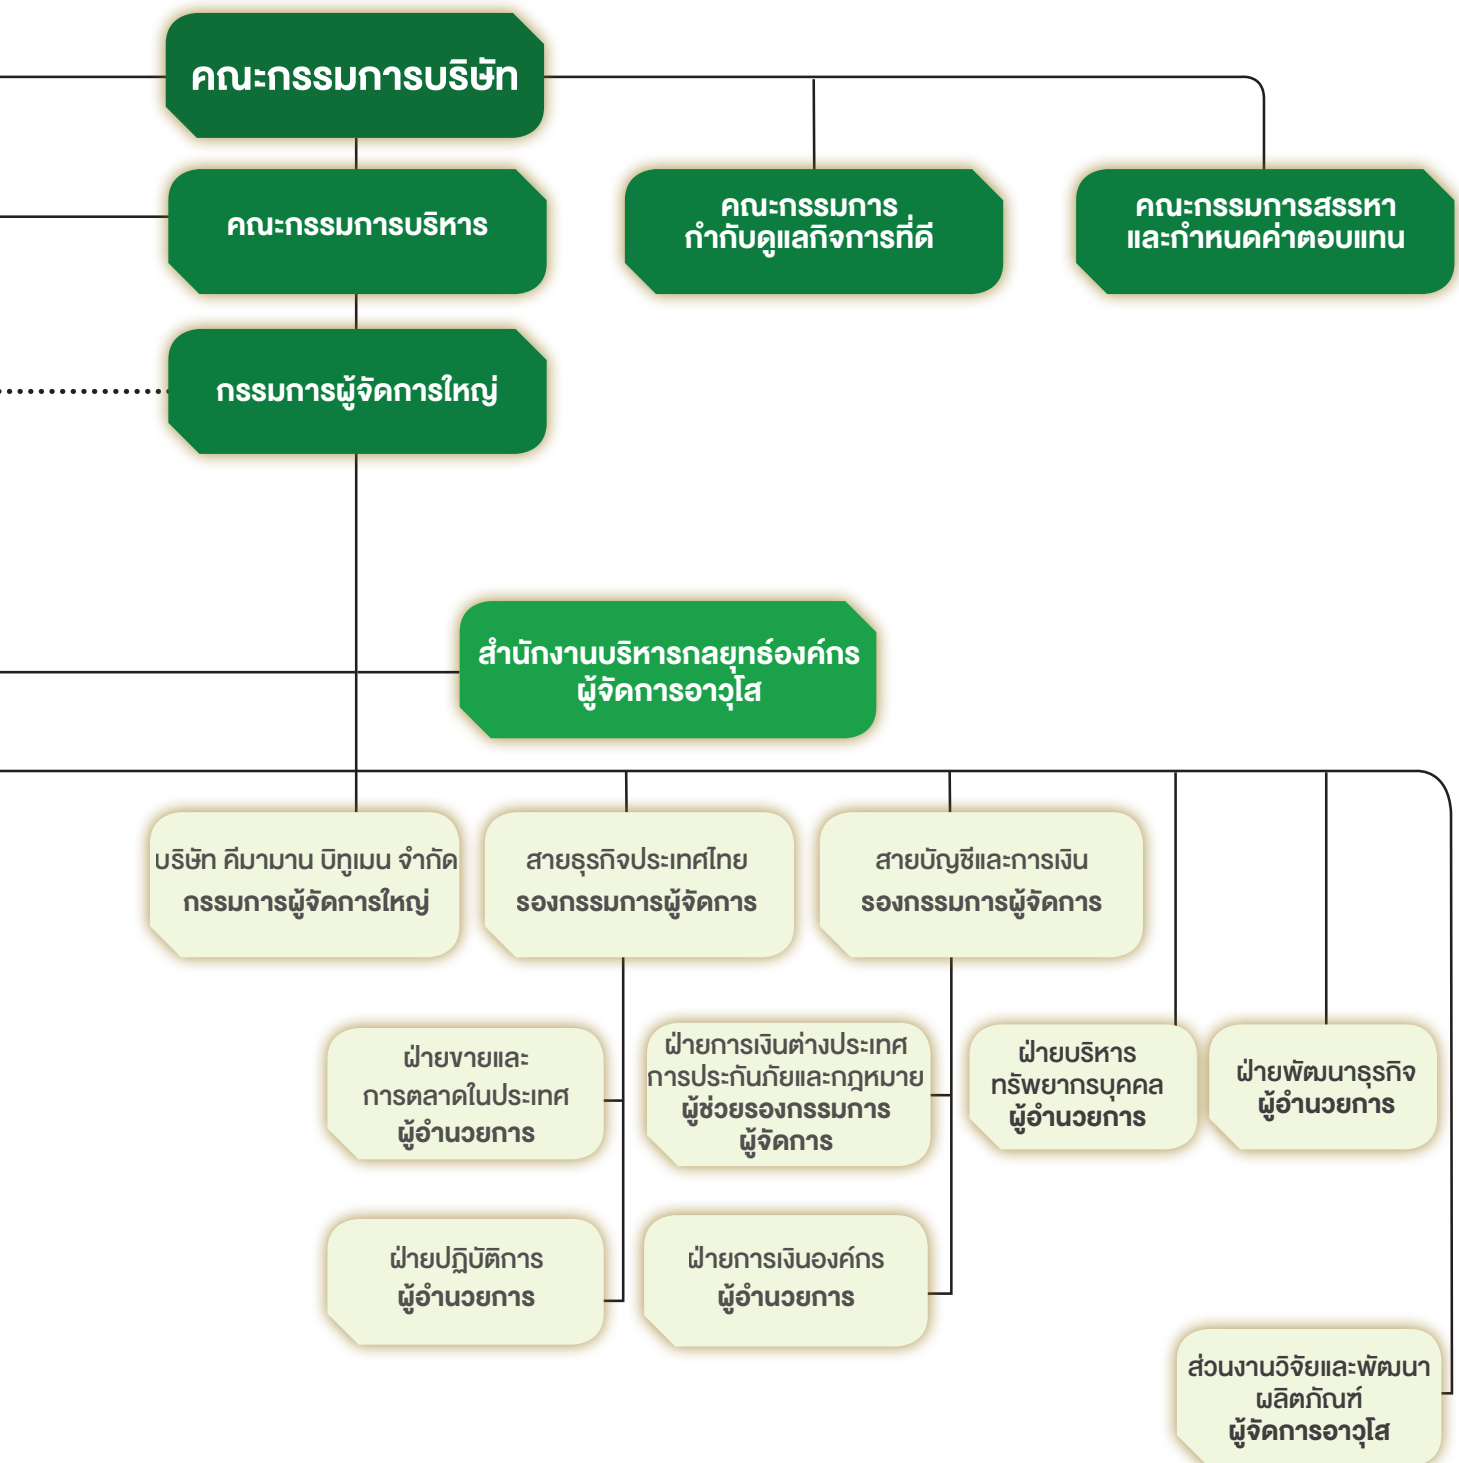 คณะกรรมการบริษัท
คณะกรรมการบริหาร
คณะกรรมการ
กำกับดูแลกิจการที่ดี
คณะกรรมการสรรหา
และกำหนดค่าตอบแทน
กรรมการผู้จัดการใหญ่
สำนักงานบริหารกลยุทธ์องค์กร
ผู้จัดการอาวุโส
บริษัท คีมามาน บิทูเมน จำกัด
กรรมการผู้จัดการใหญ่
สายธุรกิจประเทศไทย
รองกรรมการผู้จัดการ
สายบัญชีและการเงิน
รองกรรมการผู้จัดการ
ฝ่ายขายและ
การตลาดในประเทศ
ผู้อำนวยการ
ฝ่ายการเงินต่างประเทศ
การประกันภัยและกฎหมาย
ผู้ช่วยรองกรรมการ
ผู้จัดการ
ฝ่ายบริหาร
ทรัพยากรบุคคล
ผู้อำนวยการ
ฝ่ายพัฒนาธุรกิจ
ผู้อำนวยการ
ฝ่ายปฏิบัติการ
ผู้อำนวยการ
ฝ่ายการเงินองค์กร
ผู้อำนวยการ
ส่วนงานวิจัยและพัฒนา
ผลิตภัณฑ์
ผู้จัดการอาวุโส